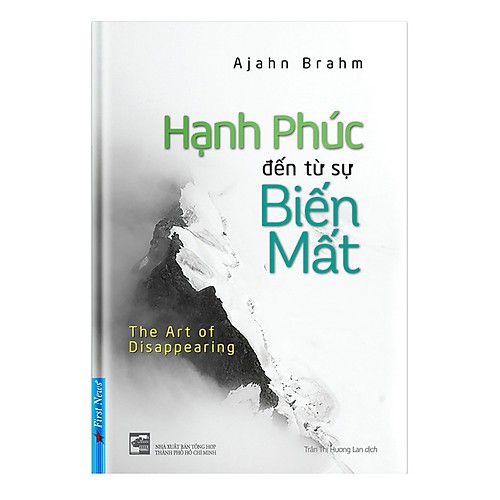 Ajahn Brahm
Hạnh Phúc
đến từ sự
Biến
Mất
The Art of
Disappearing
First News
NHÀ XUẤT BẢN TỔNG HỢP
THÀNH PHỐ HỒ CHÍ MINH
Trần Thị Hương Lan dịch